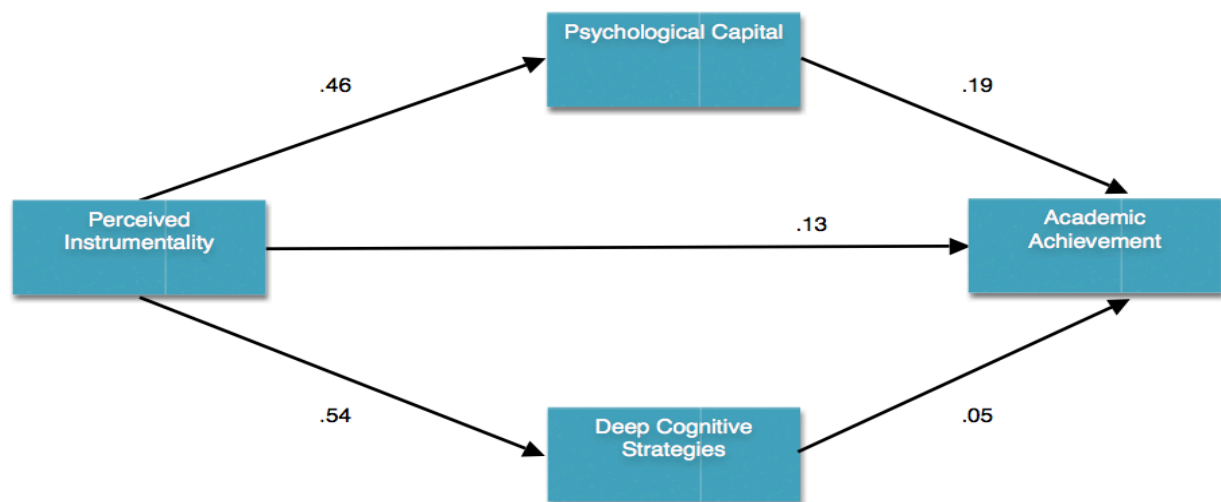 Psychological Capital
.46
.19
Perceived
Instrumentality
.13
Academic
Achievement
.54
Deep Cognitive
Strategies
.05